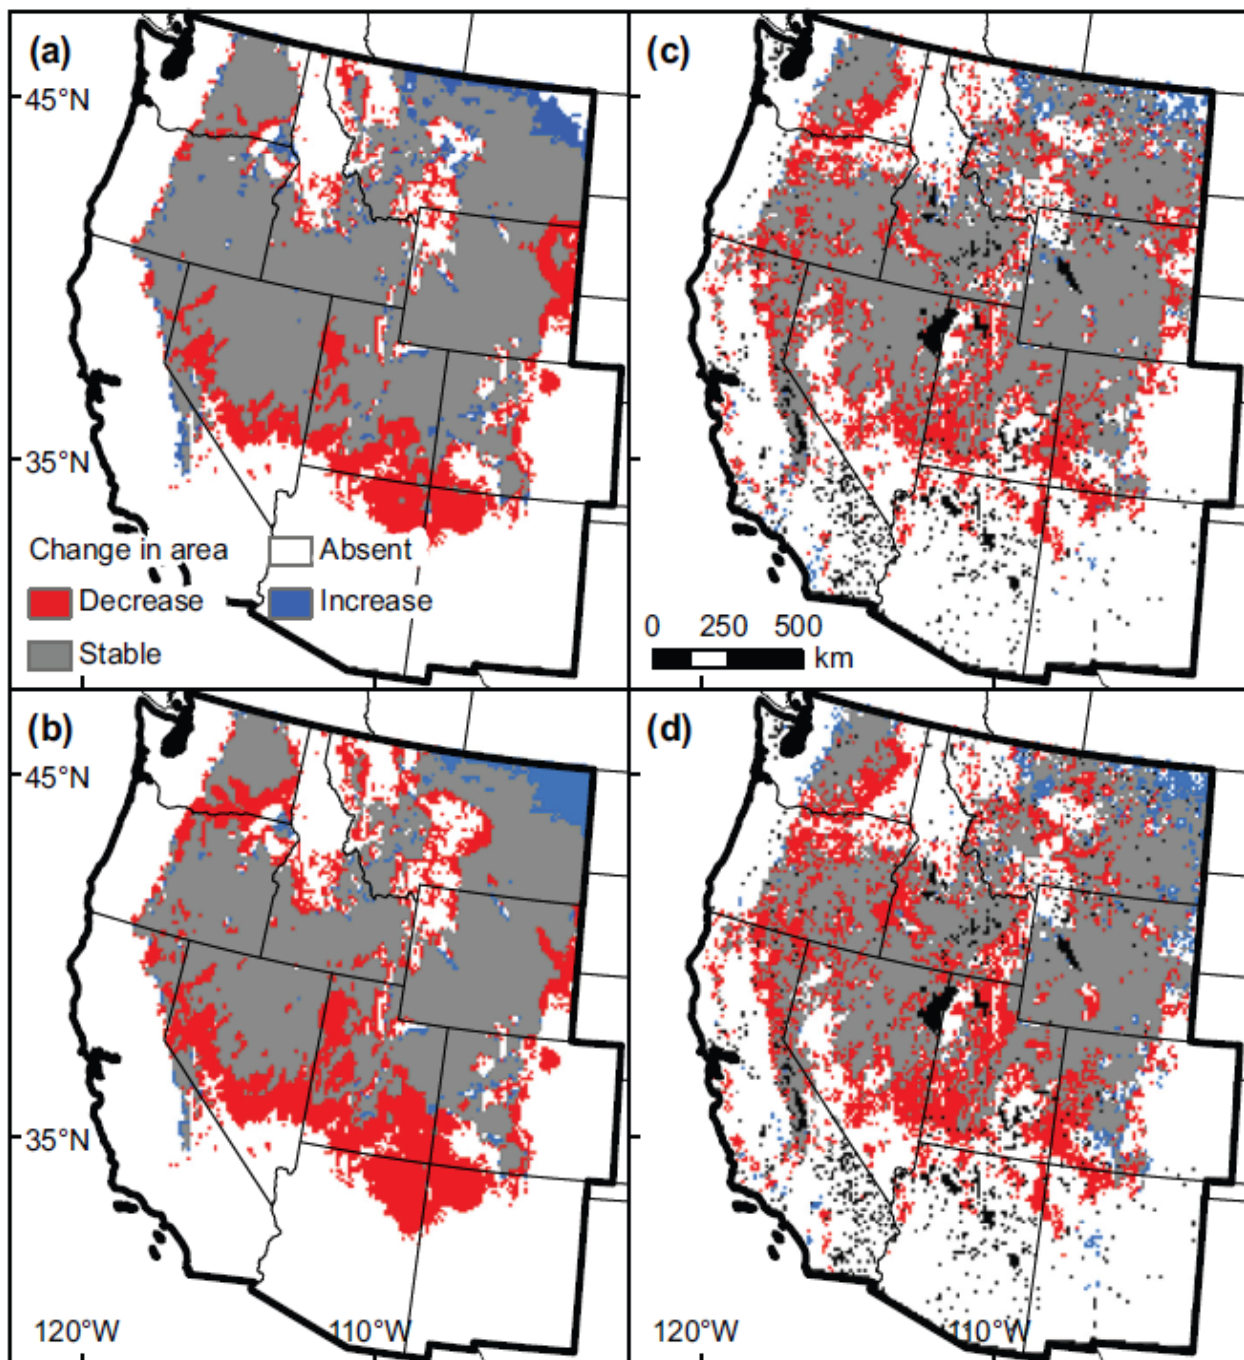 (a)
(c)
45°N
35°N
Change in area
Absent
Decrease
Increase
Stable
0 250 500
km
(b)
(d)
45°N
35°N
120°W
110°W
120°W
110°W